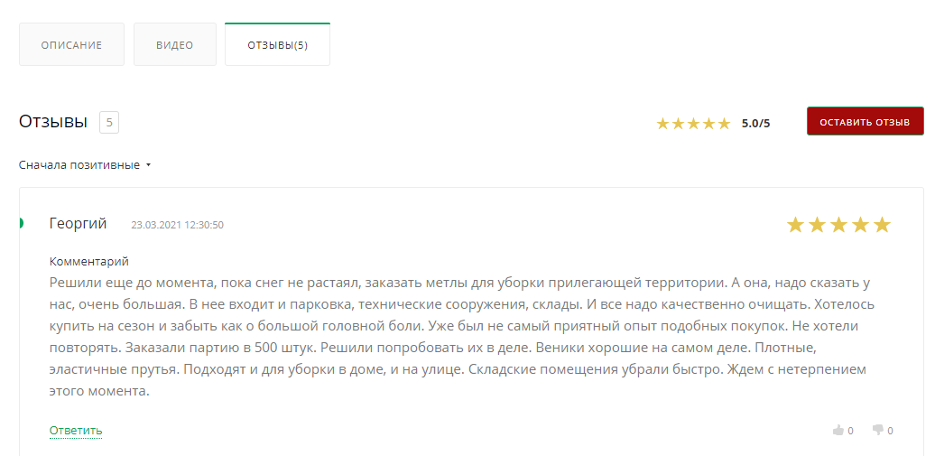 ОПИСАНИЕ
ВИДЕО
ОТЗЫВЫ(5)
Отзывы 5
5.0/5
ОСТАВИТЬ ОТЗЫВ
Сначала позитивные
Георгий 23.03.2021 12:30:50
Комментарий
Решили еще до момента, пока снег не растаял, заказать метлы для уборки прилегающей территории. А она, надо сказать у
нас, очень большая. В нее входит и парковка, технические сооружения, склады. И все надо качественно очищать. Хотелось
купить на сезон и забыть как о большой головной боли. Уже был не самый приятный опыт подобных покупок. Не хотели
повторять. Заказали партию в 500 штук. Решили попробовать их в деле. Веники хорошие на самом деле. Плотные,
эластичные прутья. Подходят и для уборки в доме, и на улице. Складские помещения убрали быстро. Ждем с нетерпением
этого момента.
Ответить
0
0